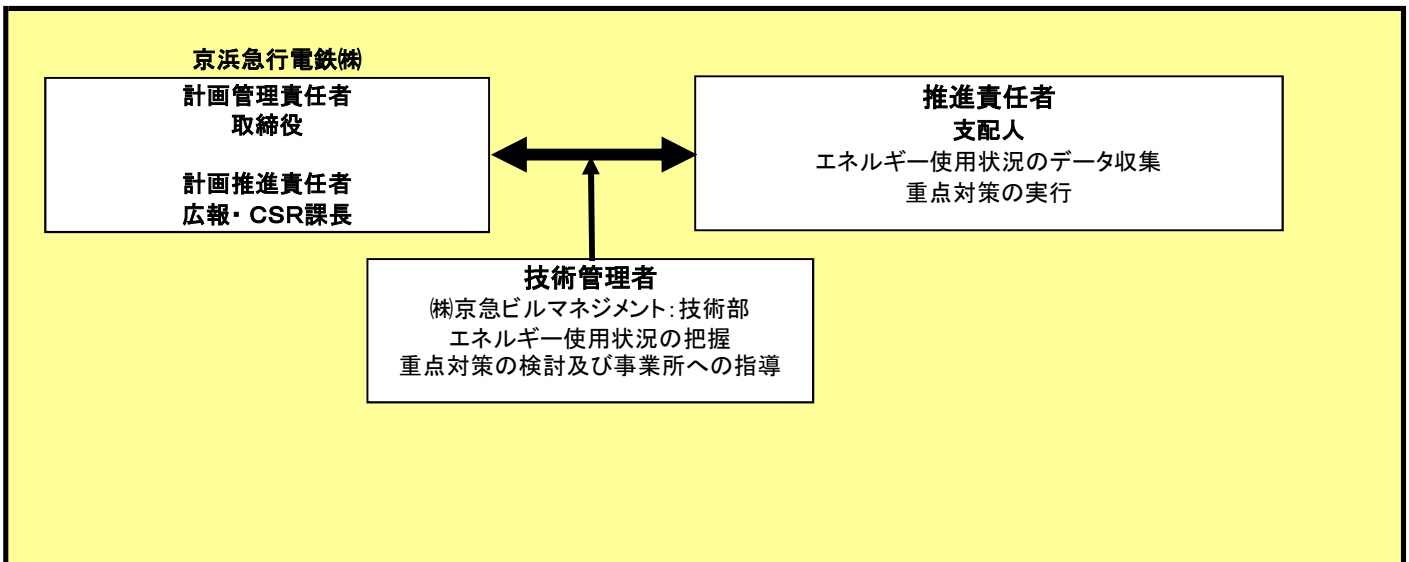 京浜急行電鉄㈱
計画管理責任者
取締役
計画推進責任者
広報・CSR課長
推進責任者
支配人
エネルギー使用状況のデータ収集
重点対策の実行
技術管理者
㈱京急ビルマネジメント:技術部
エネルギー使用状況の把握
重点対策の検討及び事業所への指導